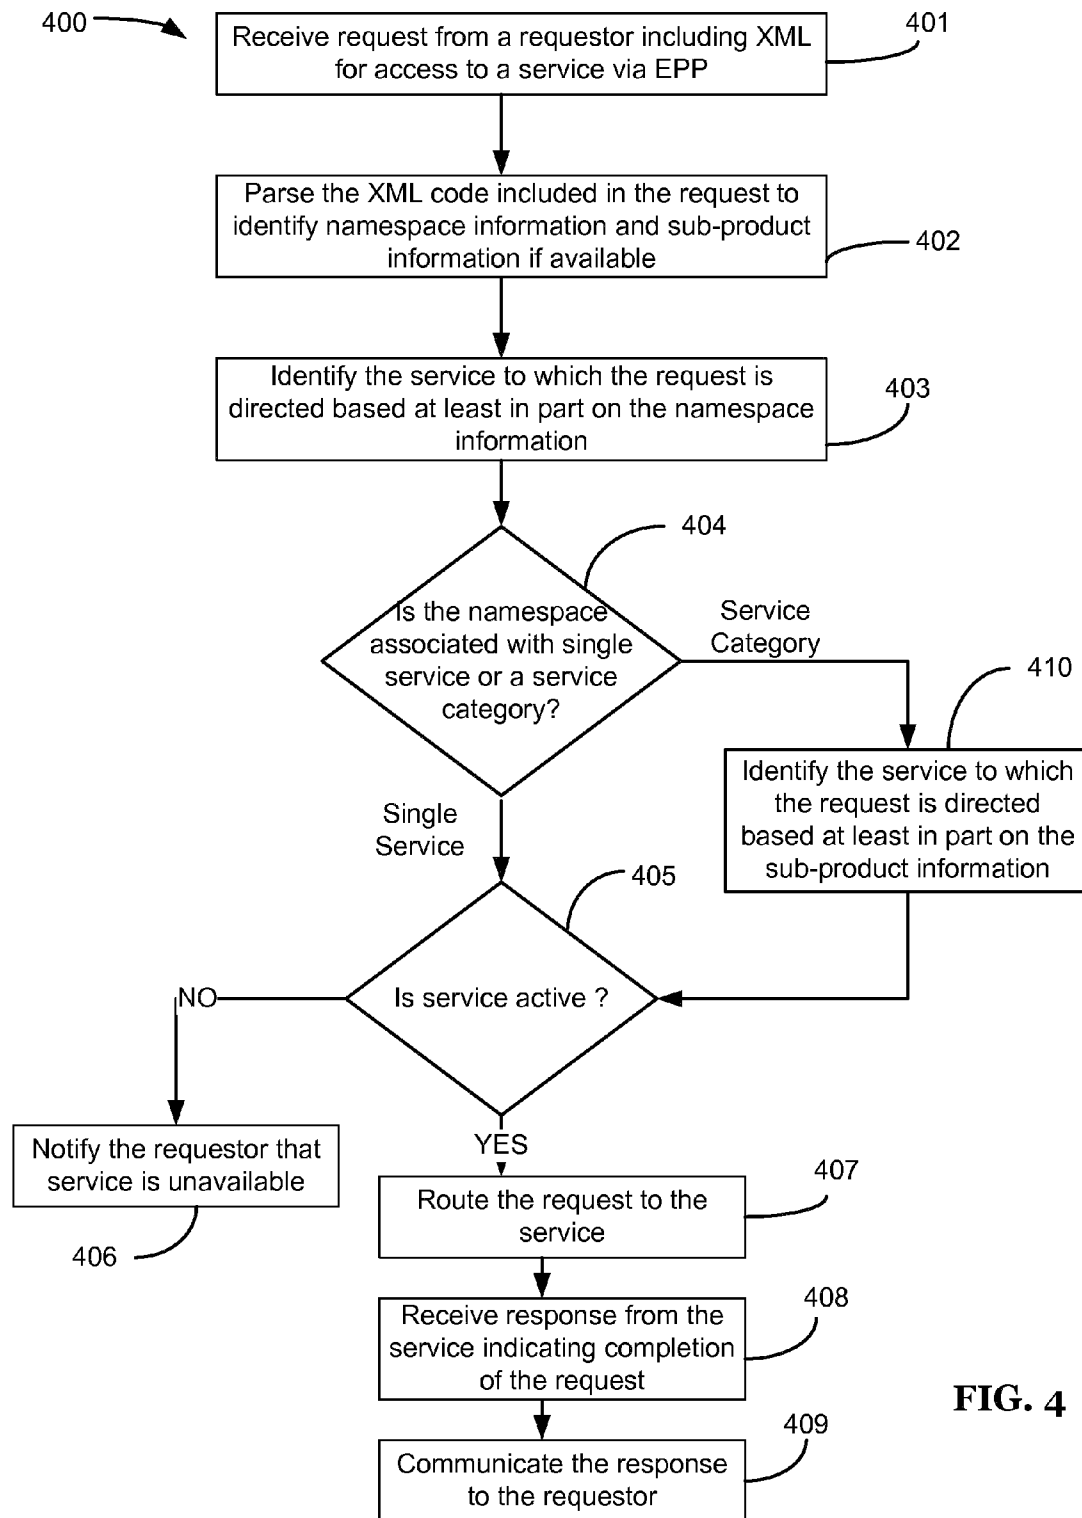 400
Receive request from a requestor including XML
for access to a service via EPP
401
Parse the XML code included in the request to
identify namespace information and sub-product
information if available
402
Identify the service to which the request is
directed based at least in part on the namespace
information
403
404
Is the namespace
associated with single
service or a service
category?
Service
Category
410
Identify the service to which
the request is directed
based at least in part on the
sub-product information
Single
Service
405
Is service active ?
NO
YES
Notify the requestor that
service is unavailable
406
Route the request to the
service
407
Receive response from the
service indicating completion
of the request
408
Communicate the response
to the requestor
409
FIG. 4